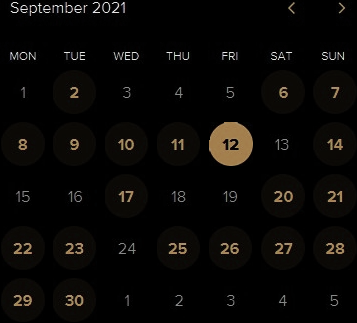 September 2021
MON TUE WED THU FRI SAT SUN
1 2 3 4 5 6 7
8 9 10 11 12 13 14
15 16 17 18 19 20 21
22 23 24 25 26 27 28
29 30 1 2 3 4 5